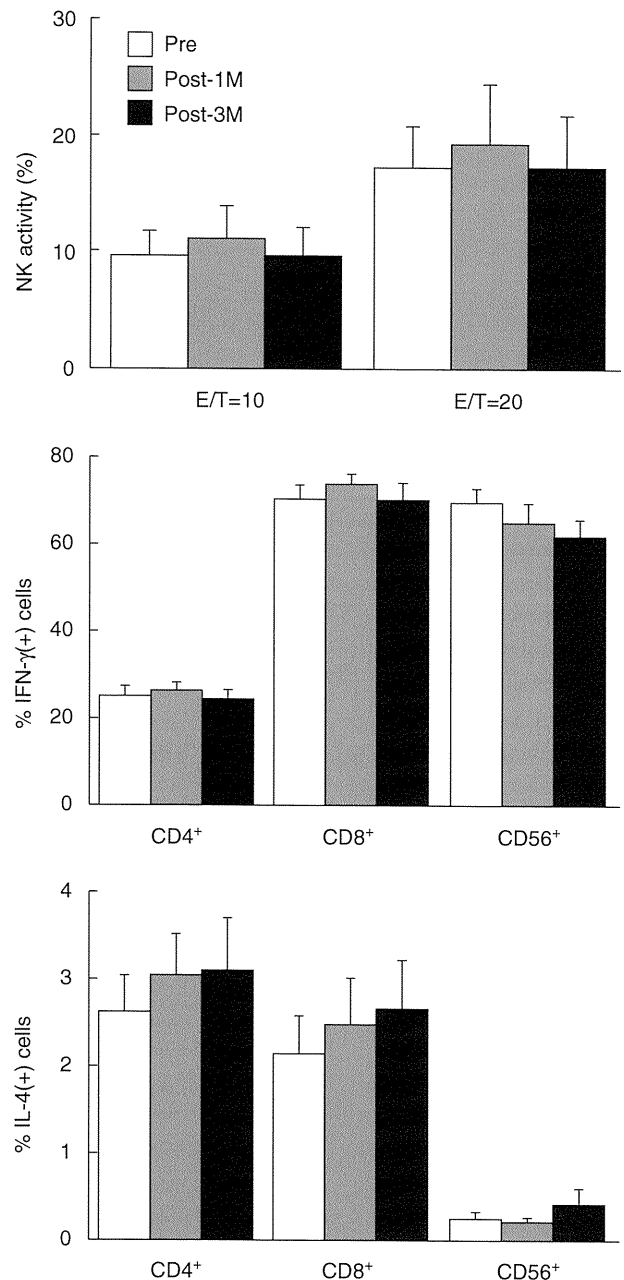 30
20
10
0
NK activity (%)
Pre
Post-1M
Post-3M
E/T=10
E/T=20
80
60
40
20
0
% IFN-γ(+) cells
CD4⁺
CD8⁺
CD56⁺
4
3
2
1
0
% IL-4(+) cells
CD4⁺
CD8⁺
CD56⁺